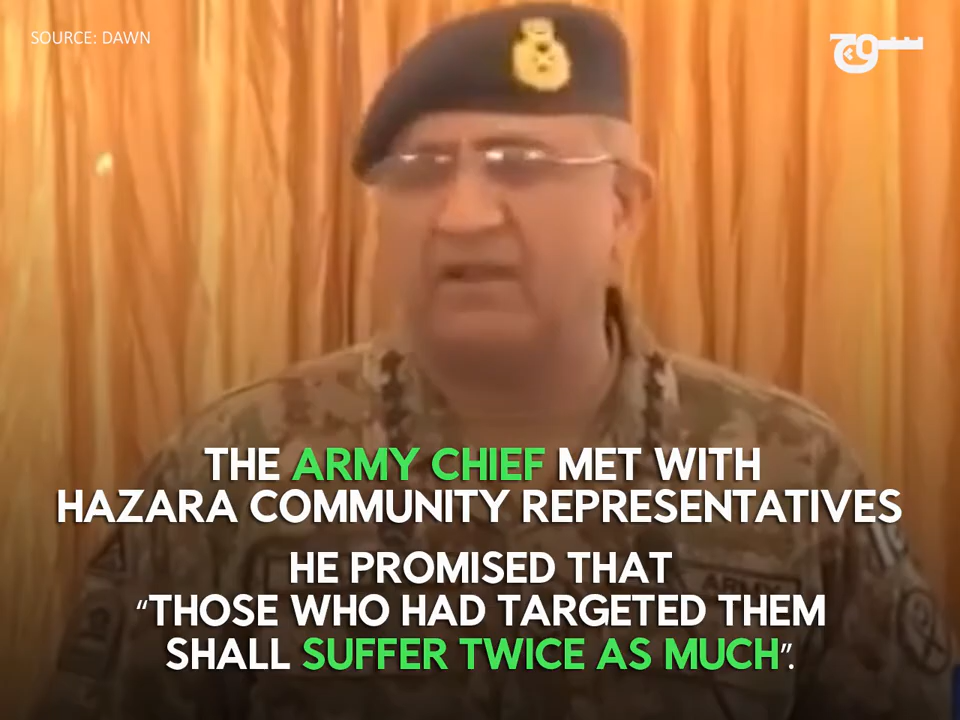 SOURCE: DAWN
THE ARMY CHIEF MET WITH
HAZARA COMMUNITY REPRESENTATIVES
HE PROMISED THAT
“THOSE WHO HAD TARGETED THEM
SHALL SUFFER TWICE AS MUCH”.
ARMY